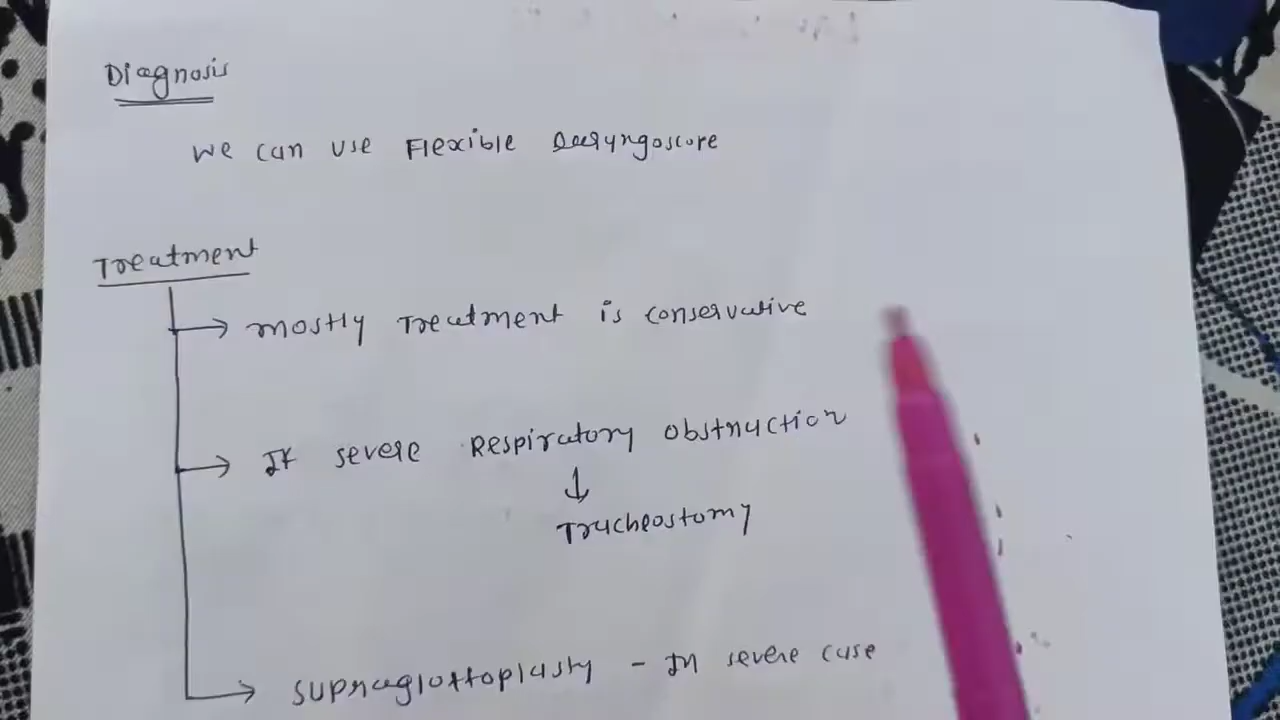 Diagnosis
We can use Flexible Laryngoscope
Treatment
→ mostly Treatment is conservative
→ If severe Respiratory obstruction
↓
Tracheostomy
→ supraglottoplasty - In severe case